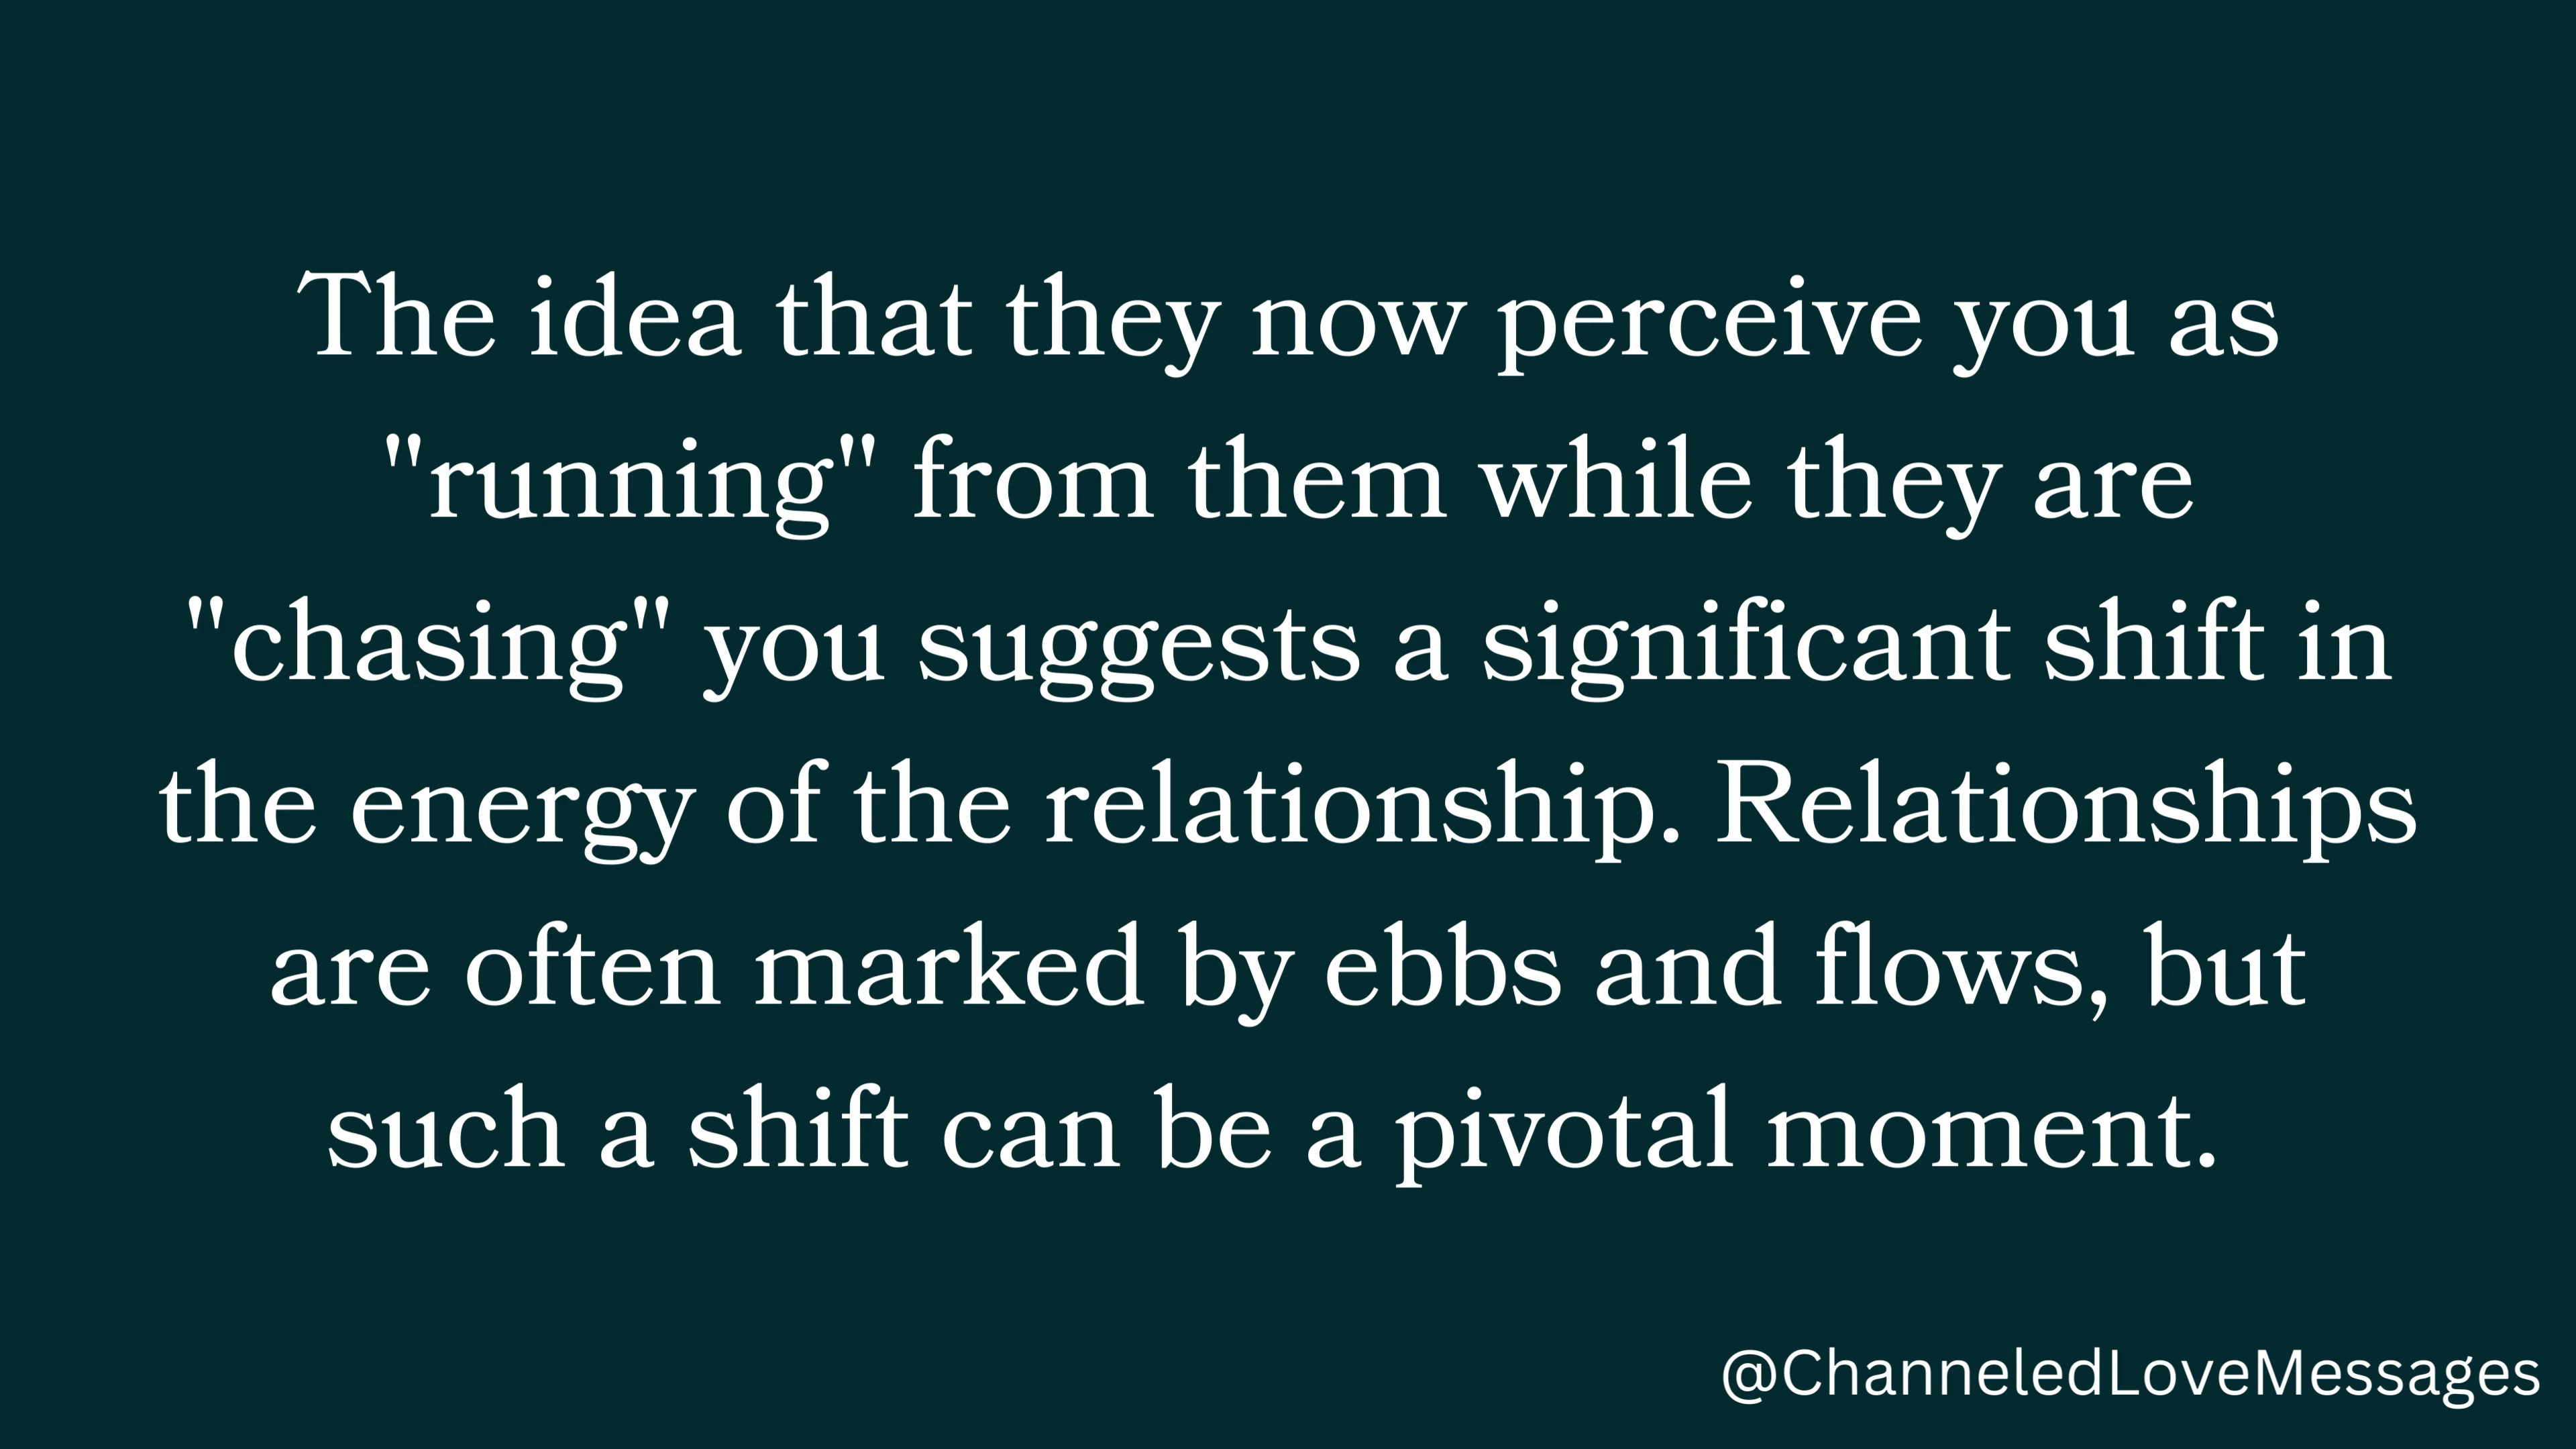 The idea that they now perceive you as
"running" from them while they are
"chasing" you suggests a significant shift in
the energy of the relationship. Relationships
are often marked by ebbs and flows, but
such a shift can be a pivotal moment.
@ChanneledLoveMessages